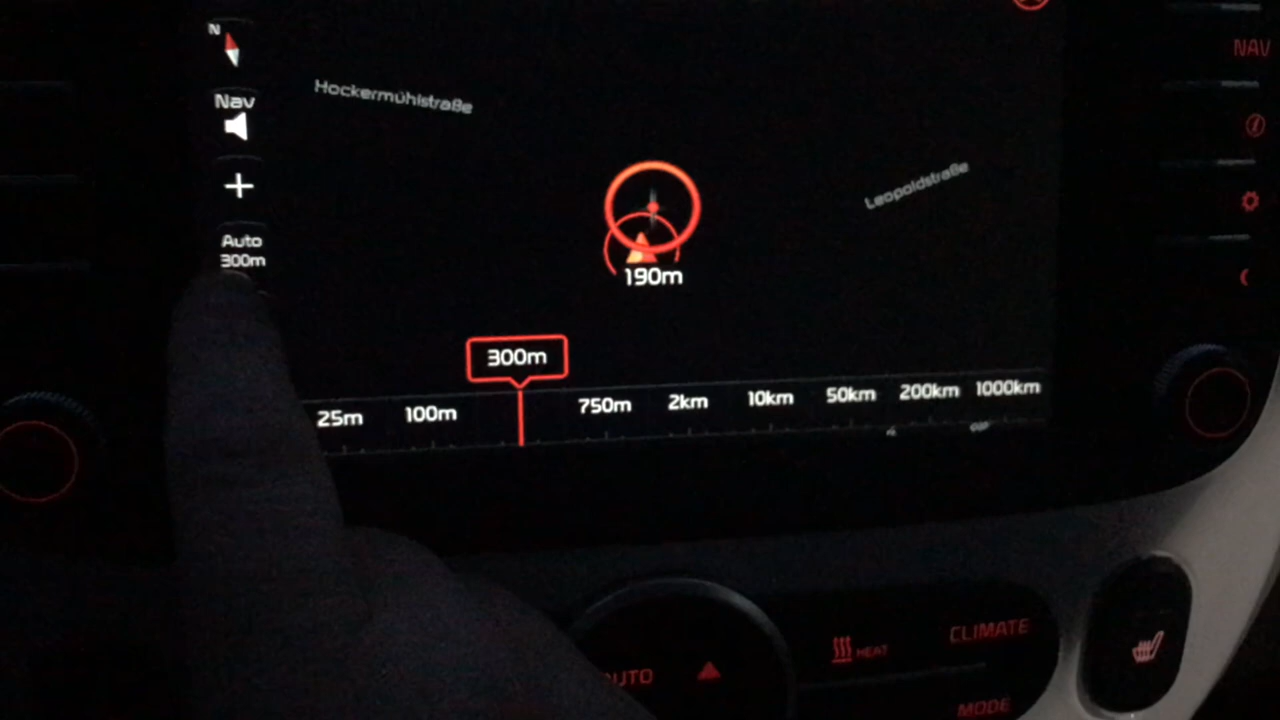 N
NAV
Hockermühlstraße
Nav
Leopoldstraße
Auto
300m
190m
300m
25m
100m
750m
2km
10km
50km
200km
1000km
CLIMATE
HEAT
AUTO
MODE